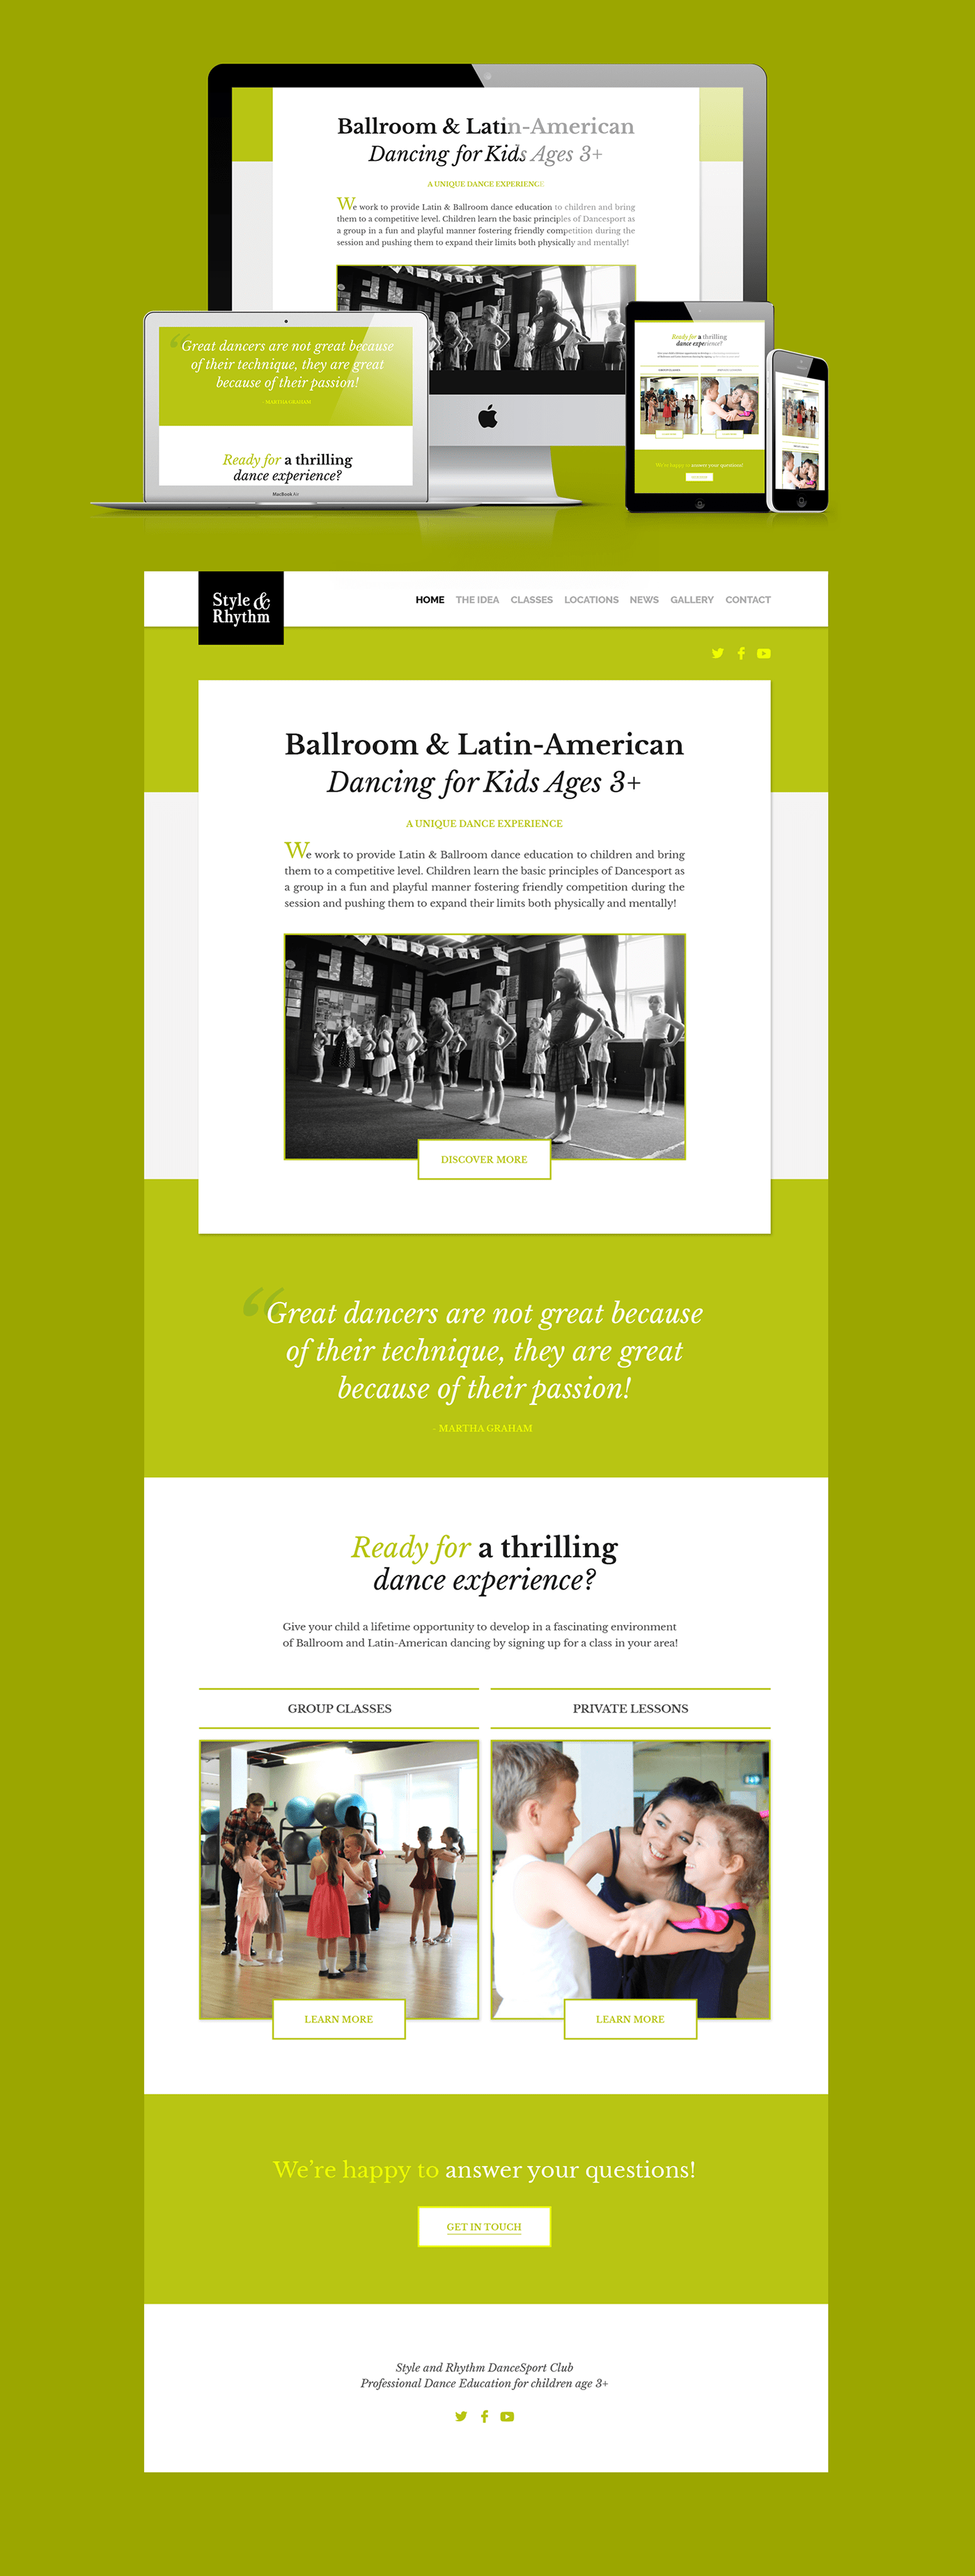 Ballroom & Latin-American
Dancing for Kids Ages 3+
A UNIQUE DANCE EXPERIENCE
We work to provide Latin & Ballroom dance education to children and bring
them to a competitive level. Children learn the basic principles of Dancesport as
a group in a fun and playful manner fostering friendly competition during the
session and pushing them to expand their limits both physically and mentally!
“Great dancers are not great because
of their technique, they are great
because of their passion!
- MARTHA GRAHAM
Ready for a thrilling
dance experience?
MacBook Air
Ready for a thrilling
dance experience?
We're happy to answer your questions!
Style &
Rhythm
HOME THE IDEA CLASSES LOCATIONS NEWS GALLERY CONTACT
Ballroom & Latin-American
Dancing for Kids Ages 3+
A UNIQUE DANCE EXPERIENCE
We work to provide Latin & Ballroom dance education to children and bring
them to a competitive level. Children learn the basic principles of Dancesport as
a group in a fun and playful manner fostering friendly competition during the
session and pushing them to expand their limits both physically and mentally!
DISCOVER MORE
“Great dancers are not great because
of their technique, they are great
because of their passion!
- MARTHA GRAHAM
Ready for a thrilling
dance experience?
Give your child a lifetime opportunity to develop in a fascinating environment
of Ballroom and Latin-American dancing by signing up for a class in your area!
GROUP CLASSES
PRIVATE LESSONS
LEARN MORE
LEARN MORE
We're happy to answer your questions!
GET IN TOUCH
Style and Rhythm DanceSport Club
Professional Dance Education for children age 3+